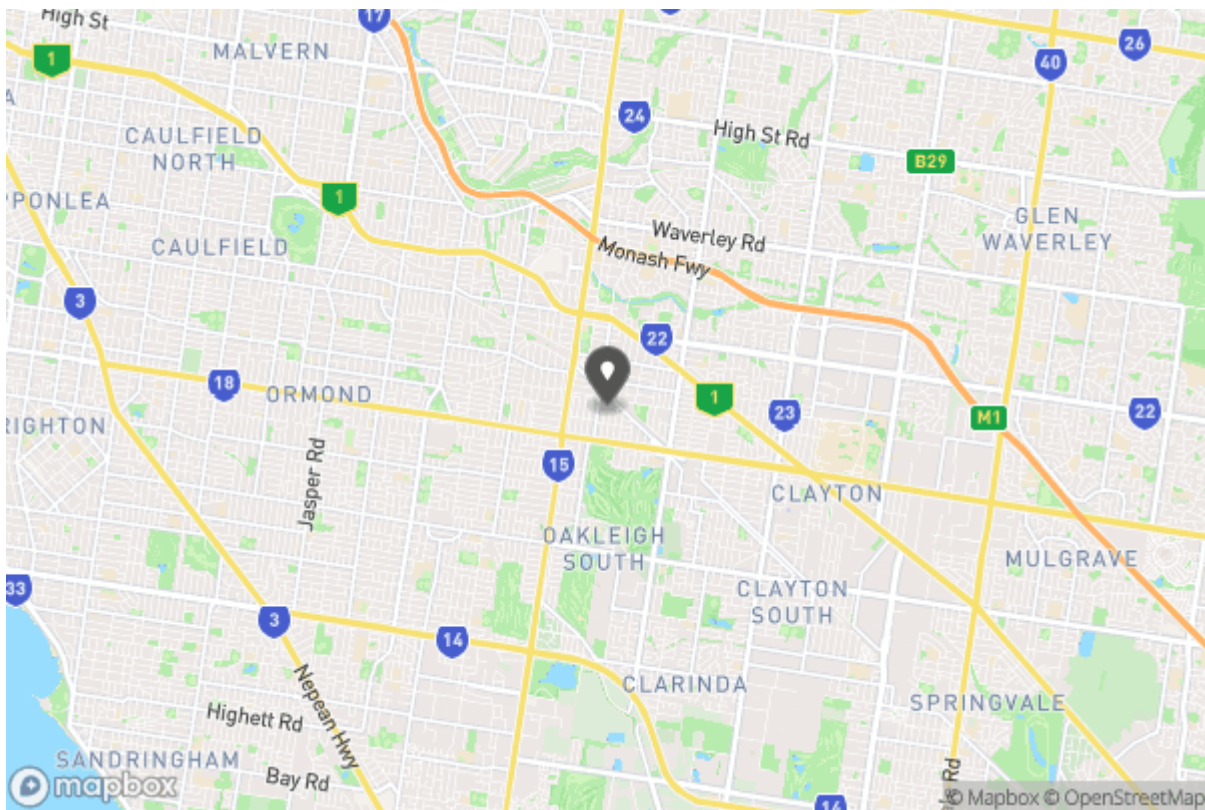 High St
19
MALVERN
26
1
40
24
CAULFIELD
NORTH
High St Rd
B29
1
PPONLEA
GLEN
WAVERLEY
Waverley Rd
CAULFIELD
Monash Fwy
3
22
18
ORMOND
1
22
23
M1
RIGHTON
15
Jasper Rd
CLAYTON
OAKLEIGH
SOUTH
MULGRAVE
33
CLAYTON
SOUTH
3
14
CLARINDA
Nepean Hwy
SPRINGVALE
Highett Rd
SANDRINGHAM
Bay Rd
Rd
mapbox
© Mapbox © OpenStreetMap